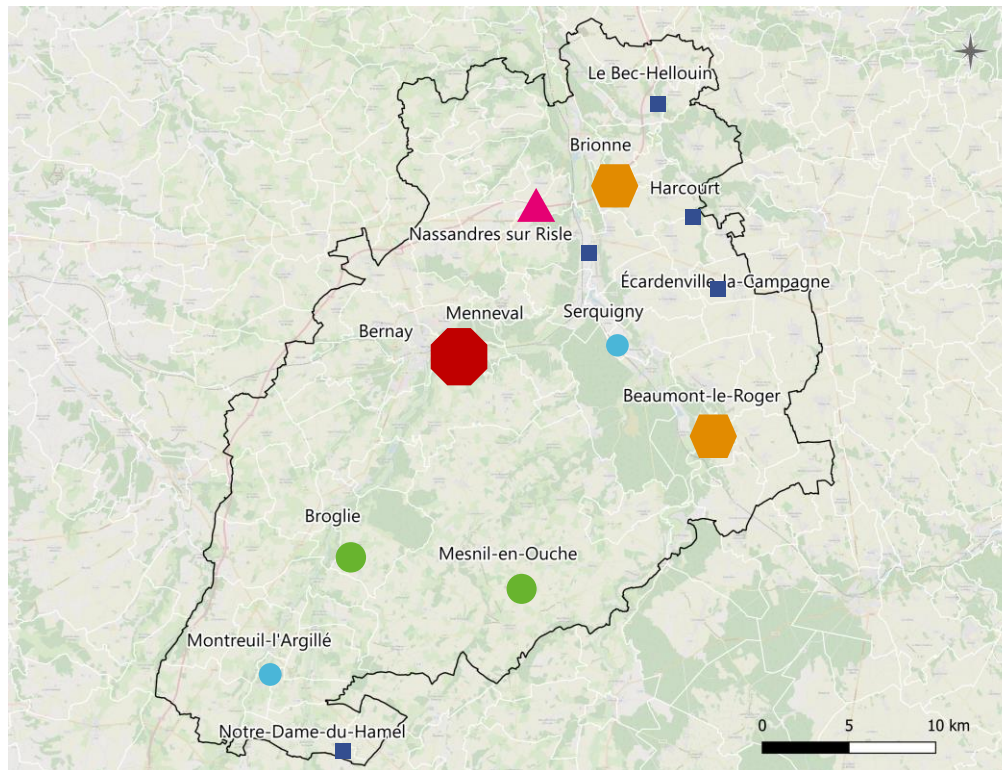 Le Bec-Hellouin
Brionne
Harcourt
Nassandres sur Risle
Écardenville-la-Campagne
Menneval
Serquigny
Bernay
Beaumont-le-Roger
Broglie
Mesnil-en-Ouche
Montreuil-l'Argillé
Notre-Dame-du-Hamel
0 5 10 km